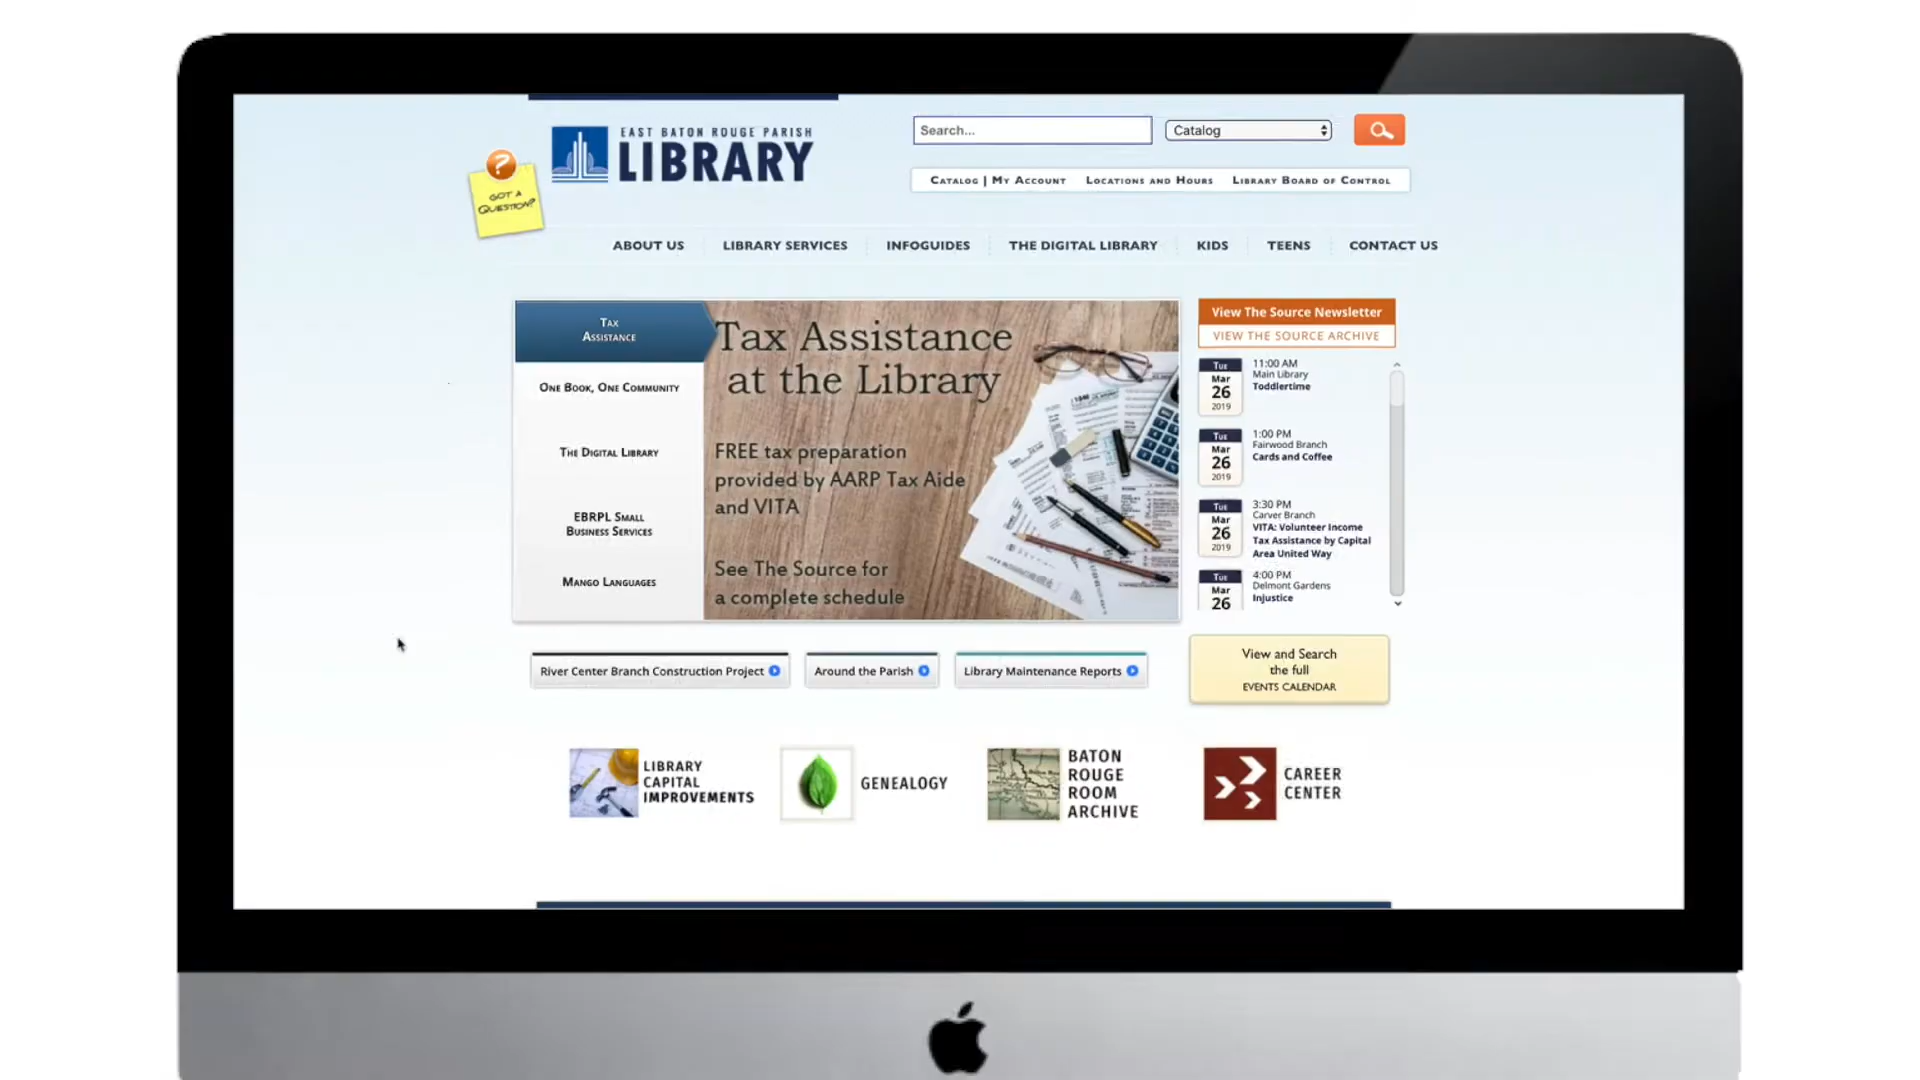 EAST BATON ROUGE PARISH
LIBRARY
?
GOT A
QUESTION?
Search...
Catalog
CATALOG | MY ACCOUNT
LOCATIONS AND HOURS
LIBRARY BOARD OF CONTROL
ABOUT US
LIBRARY SERVICES
INFOGUIDES
THE DIGITAL LIBRARY
KIDS
TEENS
CONTACT US
TAX
ASSISTANCE
ONE BOOK, ONE COMMUNITY
THE DIGITAL LIBRARY
EBRPL SMALL
BUSINESS SERVICES
MANGO LANGUAGES
Tax Assistance
at the Library
FREE tax preparation
provided by AARP Tax Aide
and VITA
See The Source for
a complete schedule
View The Source Newsletter
VIEW THE SOURCE ARCHIVE
Tue
Mar
26
2019
11:00 AM
Main Library
Toddlertime
Tue
Mar
26
2019
1:00 PM
Fairwood Branch
Cards and Coffee
Tue
Mar
26
2019
3:30 PM
Carver Branch
VITA: Volunteer Income
Tax Assistance by Capital
Area United Way
Tue
Mar
26
4:00 PM
Delmont Gardens
Injustice
River Center Branch Construction Project
Around the Parish
Library Maintenance Reports
View and Search
the full
EVENTS CALENDAR
LIBRARY
CAPITAL
IMPROVEMENTS
GENEALOGY
BATON
ROUGE
ROOM
ARCHIVE
CAREER
CENTER